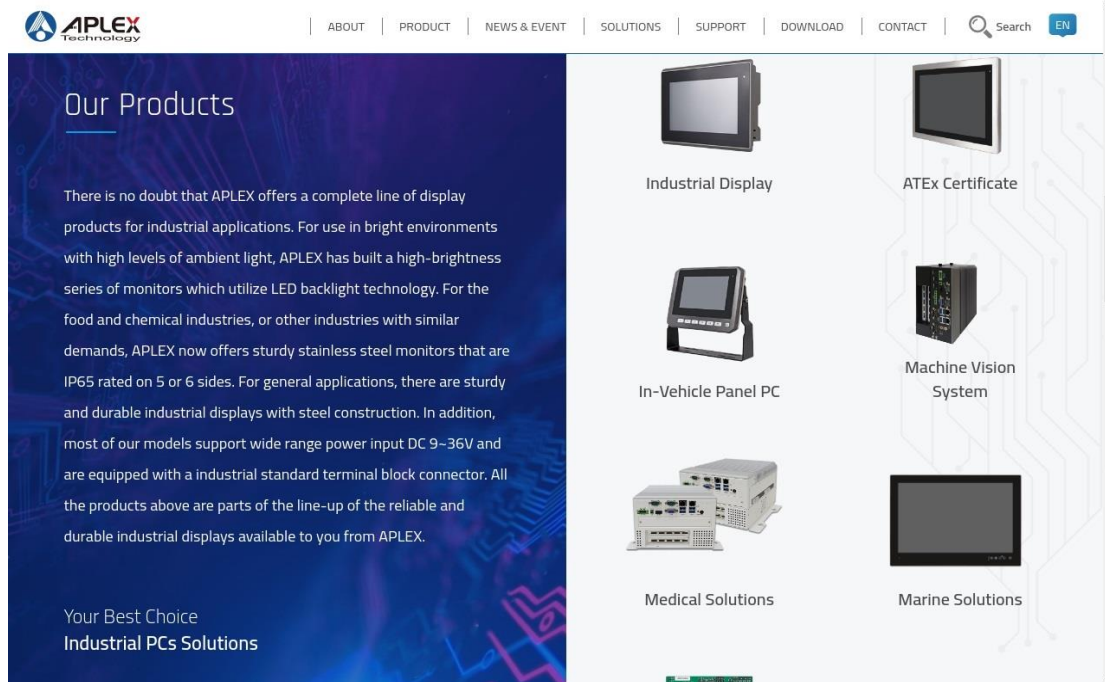 APLEX
Technology
ABOUT
PRODUCT
NEWS & EVENT
SOLUTIONS
SUPPORT
DOWNLOAD
CONTACT
Search
EN
Our Products
There is no doubt that APLEX offers a complete line of display
products for industrial applications. For use in bright environments
with high levels of ambient light, APLEX has built a high-brightness
series of monitors which utilize LED backlight technology. For the
food and chemical industries, or other industries with similar
demands, APLEX now offers sturdy stainless steel monitors that are
IP65 rated on 5 or 6 sides. For general applications, there are sturdy
and durable industrial displays with steel construction. In addition,
most of our models support wide range power input DC 9~36V and
are equipped with a industrial standard terminal block connector. All
the products above are parts of the line-up of the reliable and
durable industrial displays available to you from APLEX.
Your Best Choice
Industrial PCs Solutions
Industrial Display
ATEx Certificate
In-Vehicle Panel PC
Machine Vision
System
Medical Solutions
Marine Solutions